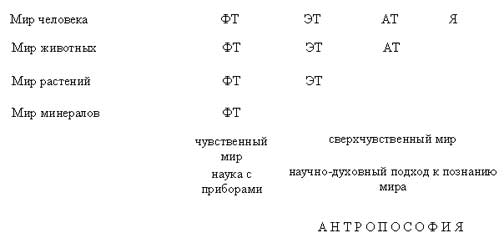 Мир человека ФТ ЭТ АТ Я
Мир животных ФТ ЭТ АТ
Мир растений ФТ ЭТ
Мир минералов ФТ
чувственный сверхчувственный мир
мир
наука с научно-духовный подход к познанию
приборами мира
А Н Т Р О П О С О Ф И Я